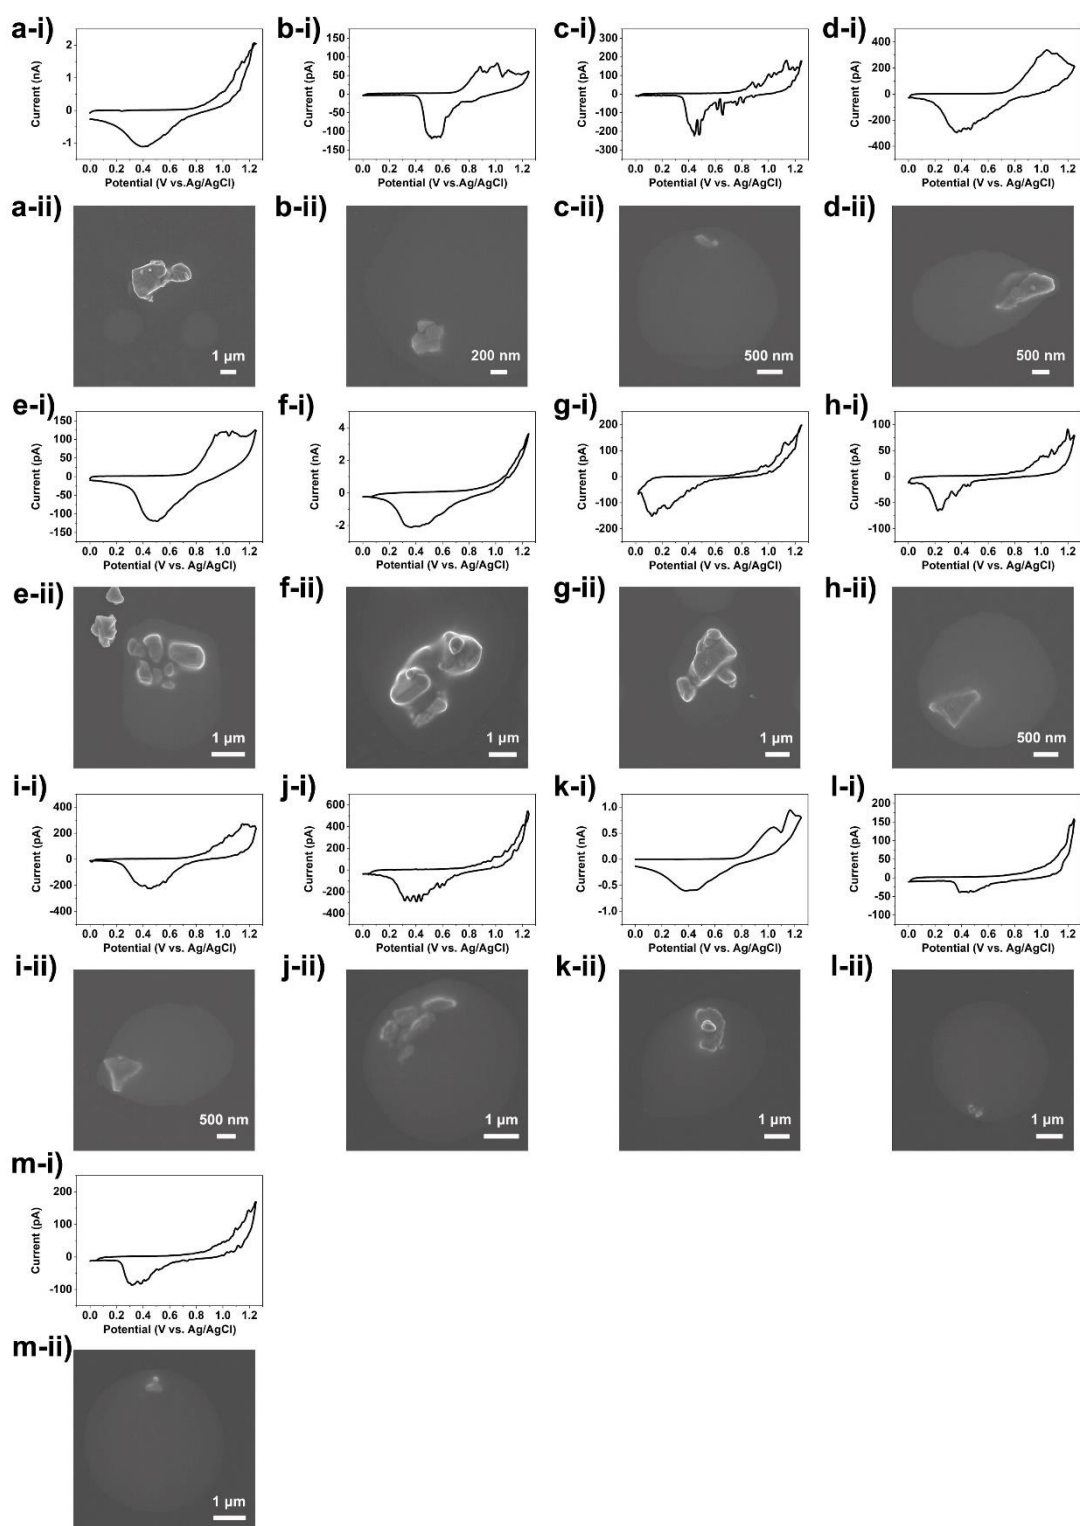 a-i) b-i) c-i) d-i)
Current (nA) 2 1 0 -1 0.0 0.2 0.4 0.6 0.8 1.0 1.2 Potential (V vs.Ag/AgCl)
Current (pA) 150 100 50 0 -50 -100 -150 0.0 0.2 0.4 0.6 0.8 1.0 1.2 Potential (V vs.Ag/AgCl)
Current (pA) 300 200 100 0 -100 -200 -300 0.0 0.2 0.4 0.6 0.8 1.0 1.2 Potential (V vs. Ag/AgCl)
Current (pA) 400 200 0 -200 -400 0.0 0.2 0.4 0.6 0.8 1.0 1.2 Potential (V vs. Ag/AgCl)
a-ii) b-ii) c-ii) d-ii)
1 µm 200 nm 500 nm 500 nm
e-i) f-i) g-i) h-i)
Current (pA) 150 100 50 0 -50 -100 -150 0.0 0.2 0.4 0.6 0.8 1.0 1.2 Potential (V vs. Ag/AgCl)
Current (nA) 4 2 0 -2 0.0 0.2 0.4 0.6 0.8 1.0 1.2 Potential (V vs. Ag/AgCl)
Current (pA) 200 100 0 -100 -200 0.0 0.2 0.4 0.6 0.8 1.0 1.2 Potential (V vs. Ag/AgCl)
Current (pA) 100 50 0 -50 -100 0.0 0.2 0.4 0.6 0.8 1.0 1.2 Potential (V vs. Ag/AgCl)
e-ii) f-ii) g-ii) h-ii)
1 µm 1 µm 1 µm 500 nm
i-i) j-i) k-i) l-i)
Current (pA) 400 200 0 -200 -400 0.0 0.2 0.4 0.6 0.8 1.0 1.2 Potential (V vs. Ag/AgCl)
Current (pA) 600 400 200 0 -200 -400 0.0 0.2 0.4 0.6 0.8 1.0 1.2 Potential (V vs. Ag/AgCl)
Current (nA) 1.0 0.5 0.0 -0.5 -1.0 0.0 0.2 0.4 0.6 0.8 1.0 1.2 Potential (V vs. Ag/AgCl)
Current (pA) 200 150 100 50 0 -50 -100 0.0 0.2 0.4 0.6 0.8 1.0 1.2 Potential (V vs. Ag/AgCl)
i-ii) j-ii) k-ii) l-ii)
500 nm 1 µm 1 µm 1 µm
m-i)
Current (pA) 200 100 0 -100 0.0 0.2 0.4 0.6 0.8 1.0 1.2 Potential (V vs. Ag/AgCl)
m-ii)
1 µm